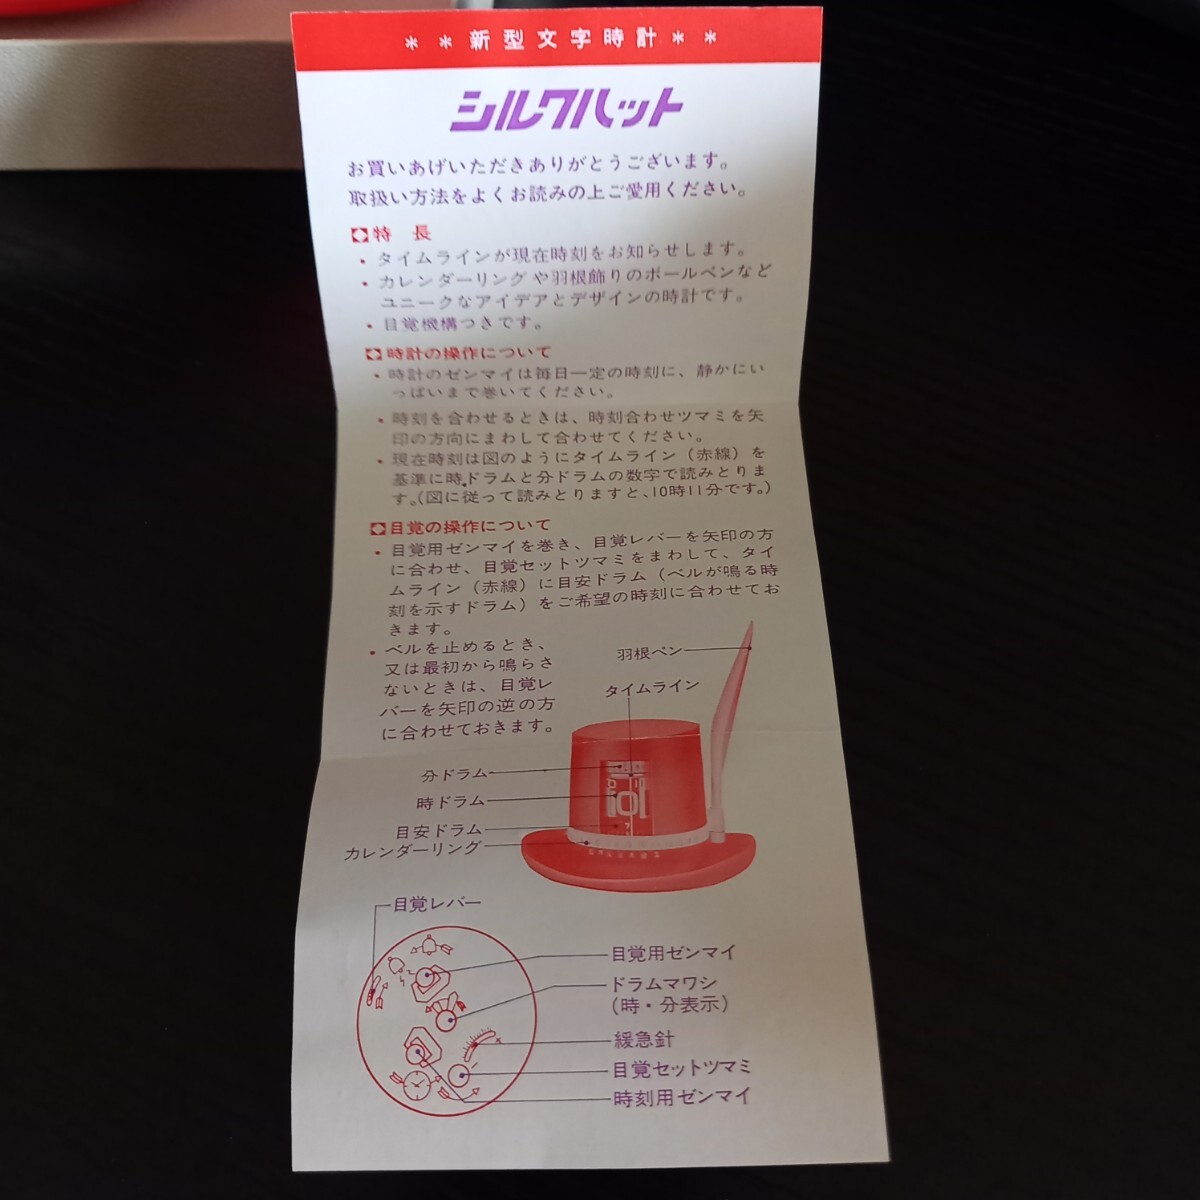 ＊＊新型文字時計＊＊
シルクハット
お買いあげいただきありがとうございます。
取扱い方法をよくお読みの上ご愛用ください。
特 長
・タイムラインが現在時刻をお知らせします。
・カレンダーリングや羽根飾りのボールペンなど
ユニークなアイデアとデザインの時計です。
・目覚機構つきです。
時計の操作について
・時計のゼンマイは毎日一定の時刻に、静かにい
っぱいまで巻いてください。
・時刻を合わせるときは、時刻合わせツマミを矢
印の方向にまわして合わせてください。
・現在時刻は図のようにタイムライン（赤線）を
基準に時ドラムと分ドラムの数字で読みとりま
す。（図に従って読みとりますと、10時11分です。）
目覚の操作について
・目覚用ゼンマイを巻き、目覚レバーを矢印の方
に合わせ、目覚セットツマミをまわして、タイ
ムライン（赤線）に目安ドラム（ベルが鳴る時
刻を示すドラム）をご希望の時刻に合わせてお
きます。
・ベルを止めるとき、
又は最初から鳴らさ
ないときは、目覚レ
バーを矢印の逆の方
に合わせておきます。
羽根ペン
タイムライン
分ドラム
時ドラム
目安ドラム
カレンダーリング
目覚レバー
目覚用ゼンマイ
ドラムマワシ
（時・分表示）
緩急針
目覚セットツマミ
時刻用ゼンマイ